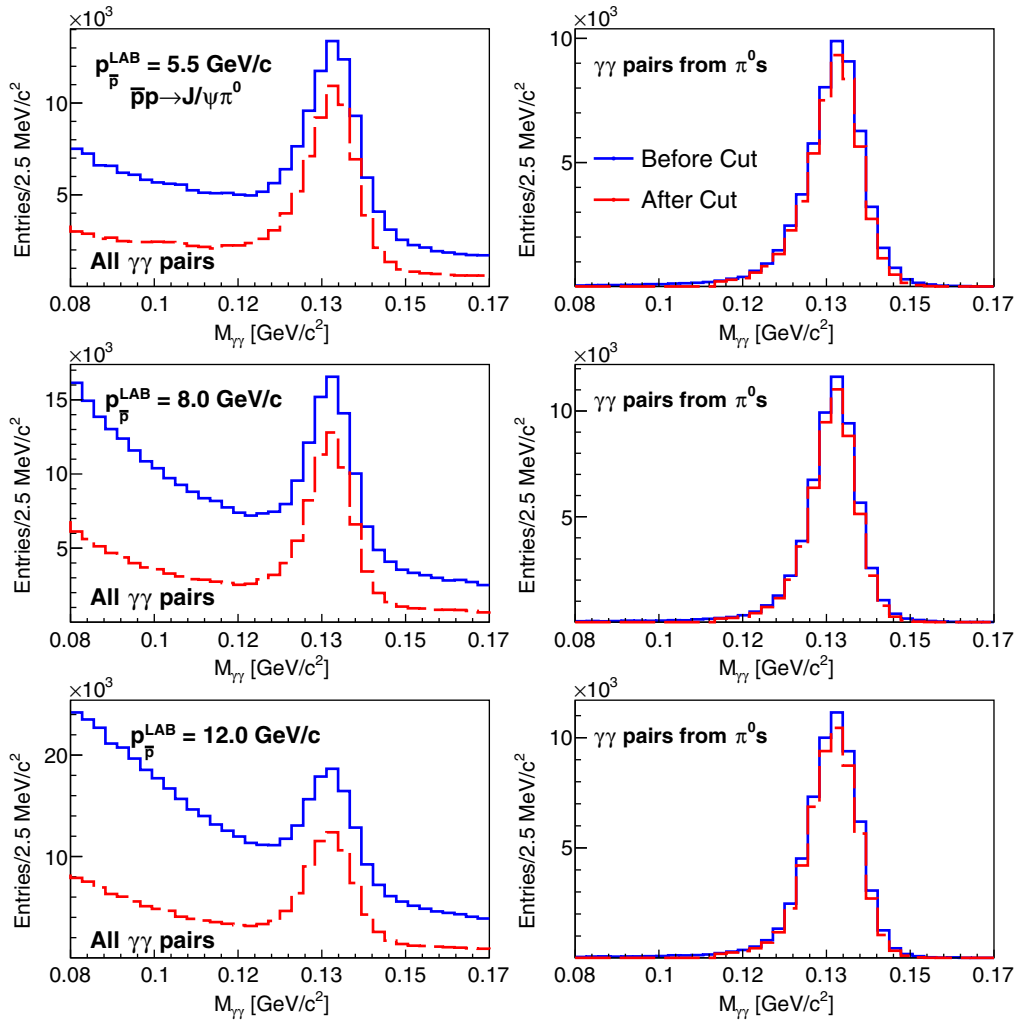 ×10³
p_p̄^LAB = 5.5 GeV/c
p̄p→J/ψπ⁰
All γγ pairs
Entries/2.5 MeV/c²
10
5
0.08 0.1 0.12 0.13 0.14 0.15 0.17
M_γγ [GeV/c²]
×10³
γγ pairs from π⁰s
Before Cut
After Cut
Entries/2.5 MeV/c²
10
5
0
0.08 0.1 0.12 0.13 0.14 0.15 0.17
M_γγ [GeV/c²]
×10³
p_p̄^LAB = 8.0 GeV/c
All γγ pairs
Entries/2.5 MeV/c²
15
10
5
0.08 0.1 0.12 0.13 0.14 0.15 0.17
M_γγ [GeV/c²]
×10³
γγ pairs from π⁰s
Entries/2.5 MeV/c²
10
5
0
0.08 0.1 0.12 0.13 0.14 0.15 0.17
M_γγ [GeV/c²]
×10³
p_p̄^LAB = 12.0 GeV/c
All γγ pairs
Entries/2.5 MeV/c²
20
10
0.08 0.1 0.12 0.13 0.14 0.15 0.17
M_γγ [GeV/c²]
×10³
γγ pairs from π⁰s
Entries/2.5 MeV/c²
10
5
0
0.08 0.1 0.12 0.13 0.14 0.15 0.17
M_γγ [GeV/c²]